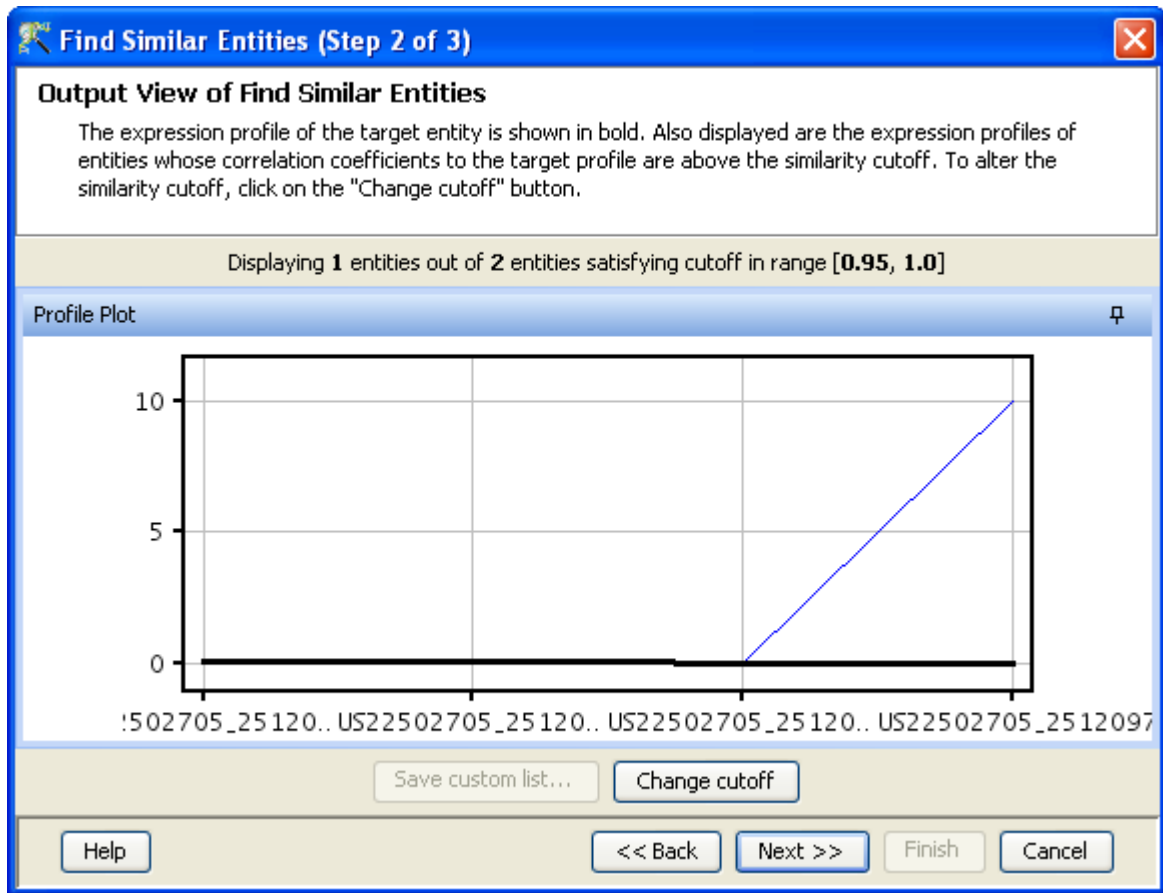 Find Similar Entities (Step 2 of 3)
Output View of Find Similar Entities
The expression profile of the target entity is shown in bold. Also displayed are the expression profiles of
entities whose correlation coefficients to the target profile are above the similarity cutoff. To alter the
similarity cutoff, click on the "Change cutoff" button.
Displaying 1 entities out of 2 entities satisfying cutoff in range [0.95, 1.0]
Profile Plot
10
5
0
:502705_25120.. US22502705_25120.. US22502705_25120.. US22502705_2512097
Save custom list... Change cutoff
Help << Back Next >> Finish Cancel